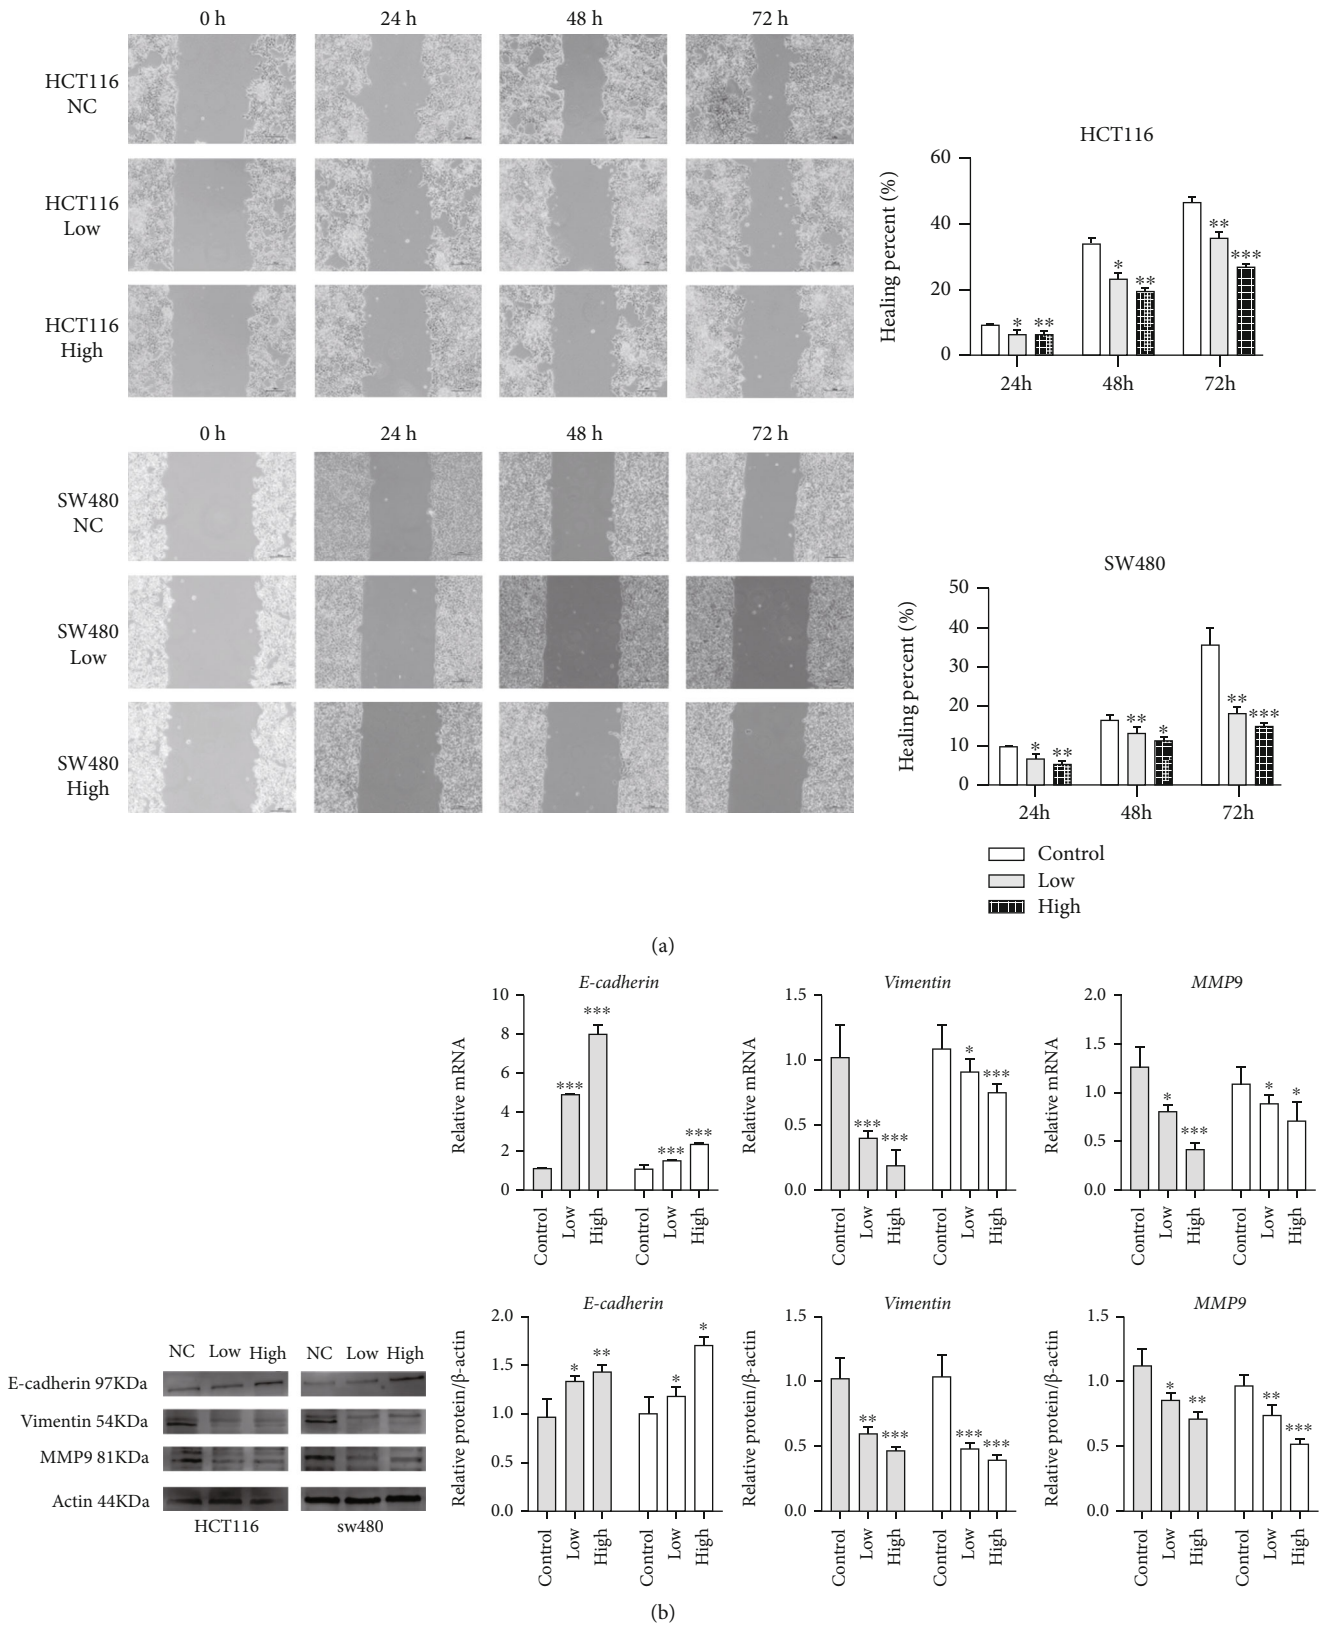 0 h 24 h 48 h 72 h
HCT116
NC
HCT116
Low
HCT116
High
HCT116
Healing percent (%)
60
40
20
0
* ** * ** ** ***
24h 48h 72h
0 h 24 h 48 h 72 h
SW480
NC
SW480
Low
SW480
High
SW480
Healing percent (%)
50
40
30
20
10
0
* ** ** * ** ***
24h 48h 72h
Control
Low
High
(a)
E-cadherin
Relative mRNA
10
8
6
4
2
0
*** *** *** ***
Control Low High Control Low High
Vimentin
Relative mRNA
1.5
1.0
0.5
0.0
*** *** * ***
Control Low High Control Low High
MMP9
Relative mRNA
2.0
1.5
1.0
0.5
0.0
* *** * *
Control Low High Control Low High
NC Low High NC Low High
E-cadherin 97KDa
Vimentin 54KDa
MMP9 81KDa
Actin 44KDa
HCT116 sw480
E-cadherin
Relative protein/β-actin
2.0
1.5
1.0
0.5
0.0
* ** * *
Control Low High Control Low High
Vimentin
Relative protein/β-actin
1.5
1.0
0.5
0.0
** *** *** ***
Control Low High Control Low High
MMP9
Relative protein/β-actin
1.5
1.0
0.5
0.0
* ** ** ***
Control Low High Control Low High
(b)